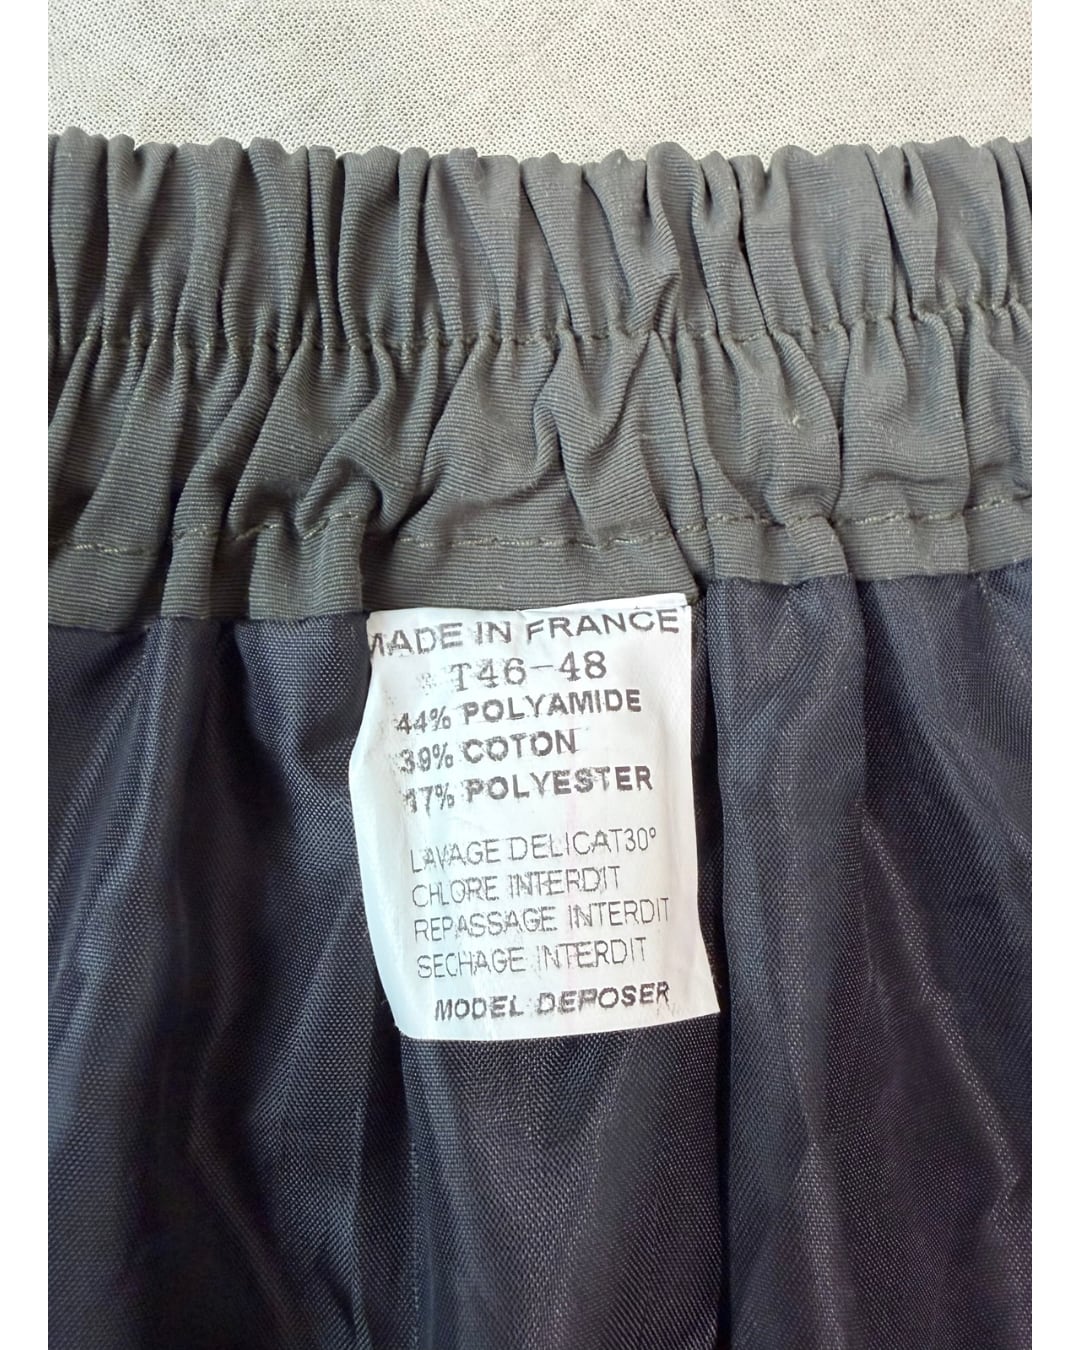 MADE IN FRANCE
T46-48
44% POLYAMIDE
39% COTON
17% POLYESTER
LAVAGE DELICAT30°
CHLORE INTERDIT
REPASSAGE INTERDIT
SECHAGE INTERDIT
MODEL DEPOSER